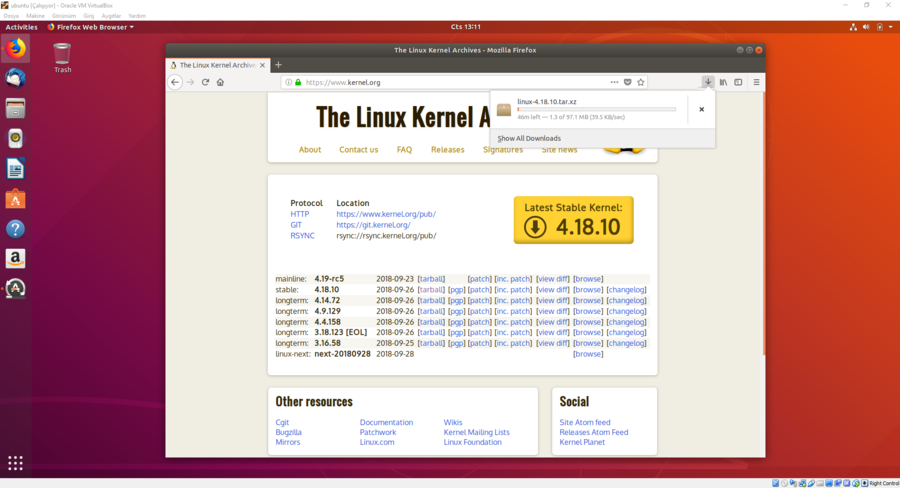 ubuntu [Çalışıyor] - Oracle VM VirtualBox
Dosya Makine Görünüm Giriş Aygıtlar Yardım
Activities Firefox Web Browser Cts 13:11
Trash
The Linux Kernel Archives - Mozilla Firefox
The Linux Kernel Archives
https://www.kernel.org
linux-4.18.10.tar.xz
46m left — 1.3 of 97.1 MB (39.5 KB/sec)
Show All Downloads
The Linux Kernel A
About Contact us FAQ Releases Signatures Site news
Protocol Location
HTTP https://www.kernel.org/pub/
GIT https://git.kernel.org/
RSYNC rsync://rsync.kernel.org/pub/
Latest Stable Kernel:
4.18.10
mainline: 4.19-rc5 2018-09-23 [tarball] [patch] [inc. patch] [view diff] [browse]
stable: 4.18.10 2018-09-26 [tarball] [pgp] [patch] [inc. patch] [view diff] [browse] [changelog]
longterm: 4.14.72 2018-09-26 [tarball] [pgp] [patch] [inc. patch] [view diff] [browse] [changelog]
longterm: 4.9.129 2018-09-26 [tarball] [pgp] [patch] [inc. patch] [view diff] [browse] [changelog]
longterm: 4.4.158 2018-09-26 [tarball] [pgp] [patch] [inc. patch] [view diff] [browse] [changelog]
longterm: 3.18.123 [EOL] 2018-09-26 [tarball] [pgp] [patch] [inc. patch] [view diff] [browse] [changelog]
longterm: 3.16.58 2018-09-25 [tarball] [pgp] [patch] [inc. patch] [view diff] [browse] [changelog]
linux-next: next-20180928 2018-09-28 [browse]
Other resources
Cgit Documentation Wikis
Bugzilla Patchwork Kernel Mailing Lists
Mirrors Linux.com Linux Foundation
Social
Site Atom feed
Releases Atom Feed
Kernel Planet
Right Control